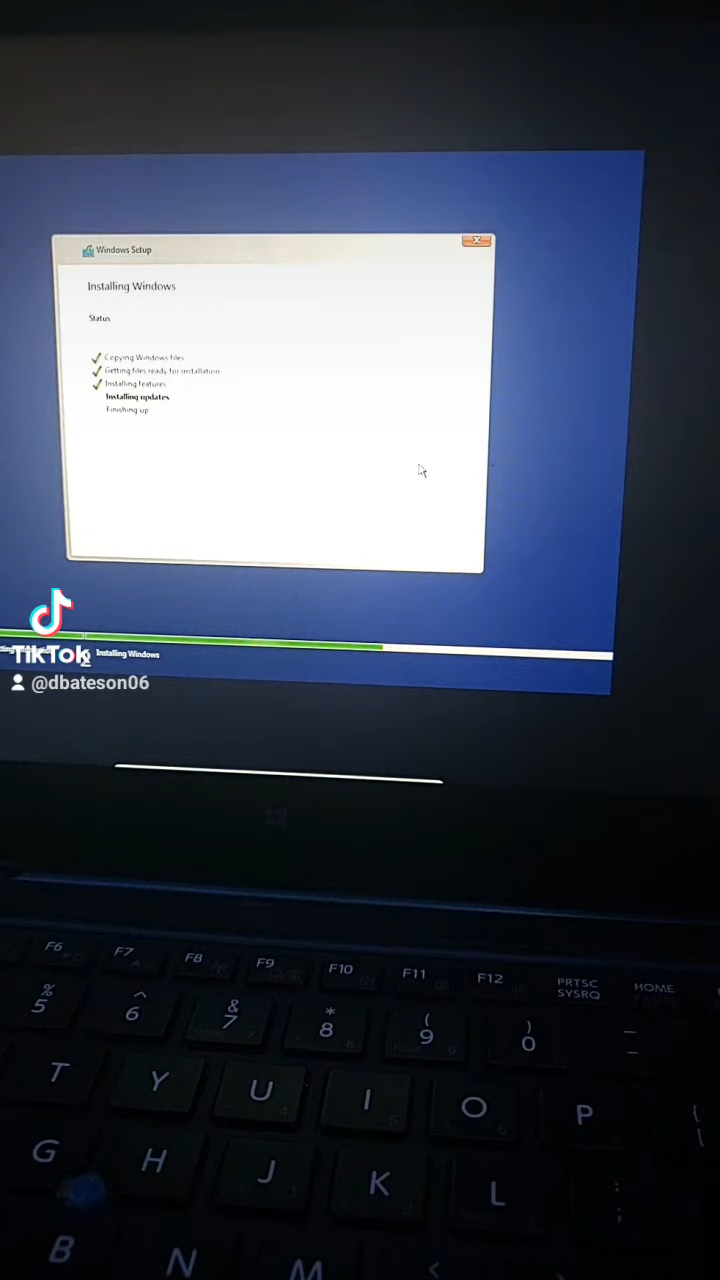 Windows Setup
Installing Windows
Status
Copying Windows files
Getting files ready for installation
Installing features
Installing updates
Finishing up
TikTok
Installing Windows
@dbateson06
F6 F7 F8 F9 F10 F11 F12 PRTSC SYSRQ HOME
% 5 ^ 6 & 7 * 8 ( 9 ) 0
T Y U I O P
G H J K L
B N M <